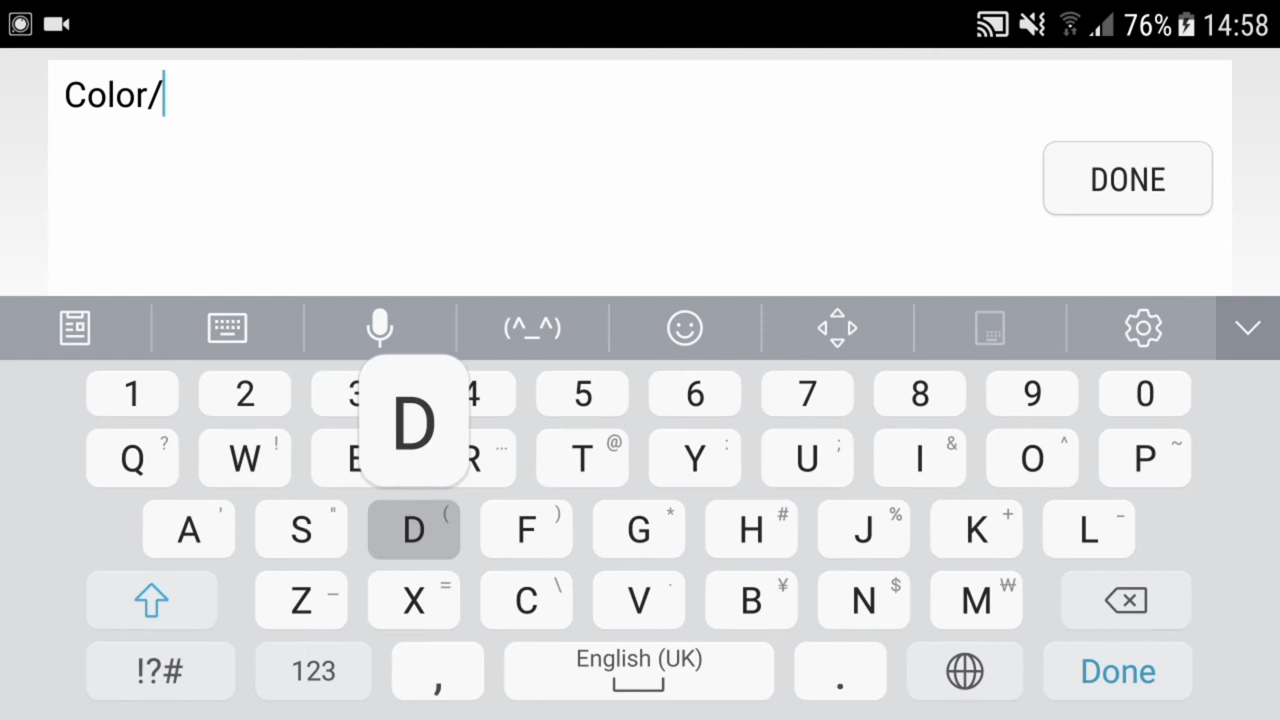 76% 14:58
Color/
DONE
(^_^)
1 2 3 4 5 6 7 8 9 0
D
Q ? W ! E R ... T @ Y : U ; I & O ^ P ~
A ' S " D ( F ) G * H # J % K + L -
Z _ X = C \ V · B ¥ N $ M ₩
!?# 123 , English (UK) . Done